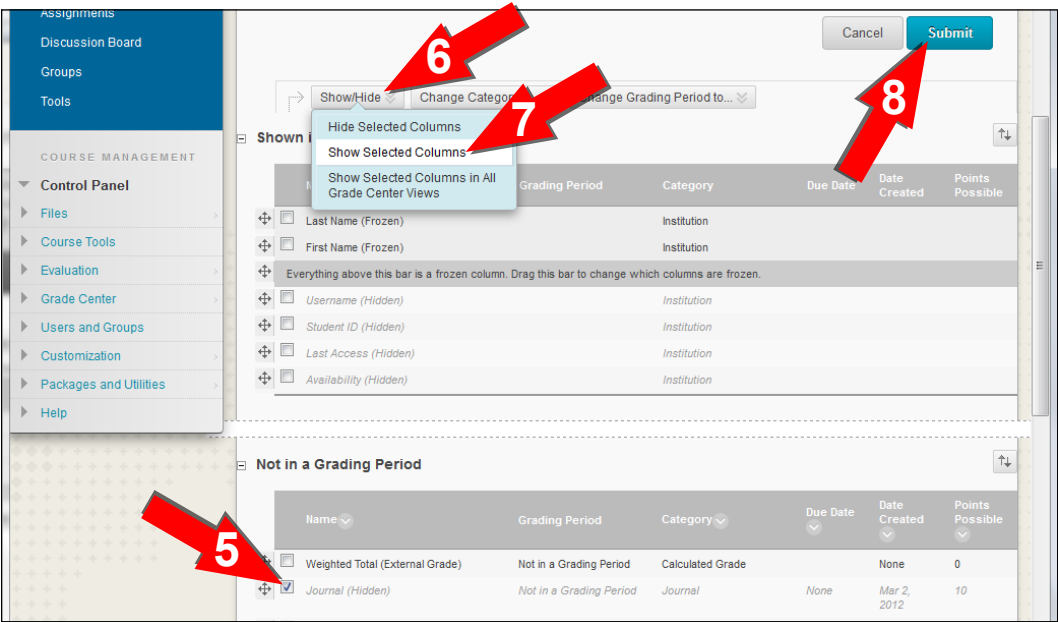 Assignments
Discussion Board
Groups
Tools
COURSE MANAGEMENT
Control Panel
Files
Course Tools
Evaluation
Grade Center
Users and Groups
Customization
Packages and Utilities
Help
Cancel Submit
6
8
Show/Hide Change Grading Period to...
7
Hide Selected Columns
Show Selected Columns
Show Selected Columns in All
Grade Center Views
Shown
Grading Period Category Due Date Date Created Points Possible
Last Name (Frozen) Institution
First Name (Frozen) Institution
Everything above this bar is a frozen column. Drag this bar to change which columns are frozen.
Username (Hidden) Institution
Student ID (Hidden) Institution
Last Access (Hidden) Institution
Availability (Hidden) Institution
Not in a Grading Period
Name Grading Period Category Due Date Date Created Points Possible
5
Weighted Total (External Grade) Not in a Grading Period Calculated Grade None 0
Journal (Hidden) Not in a Grading Period Journal None Mar 2, 2012 10